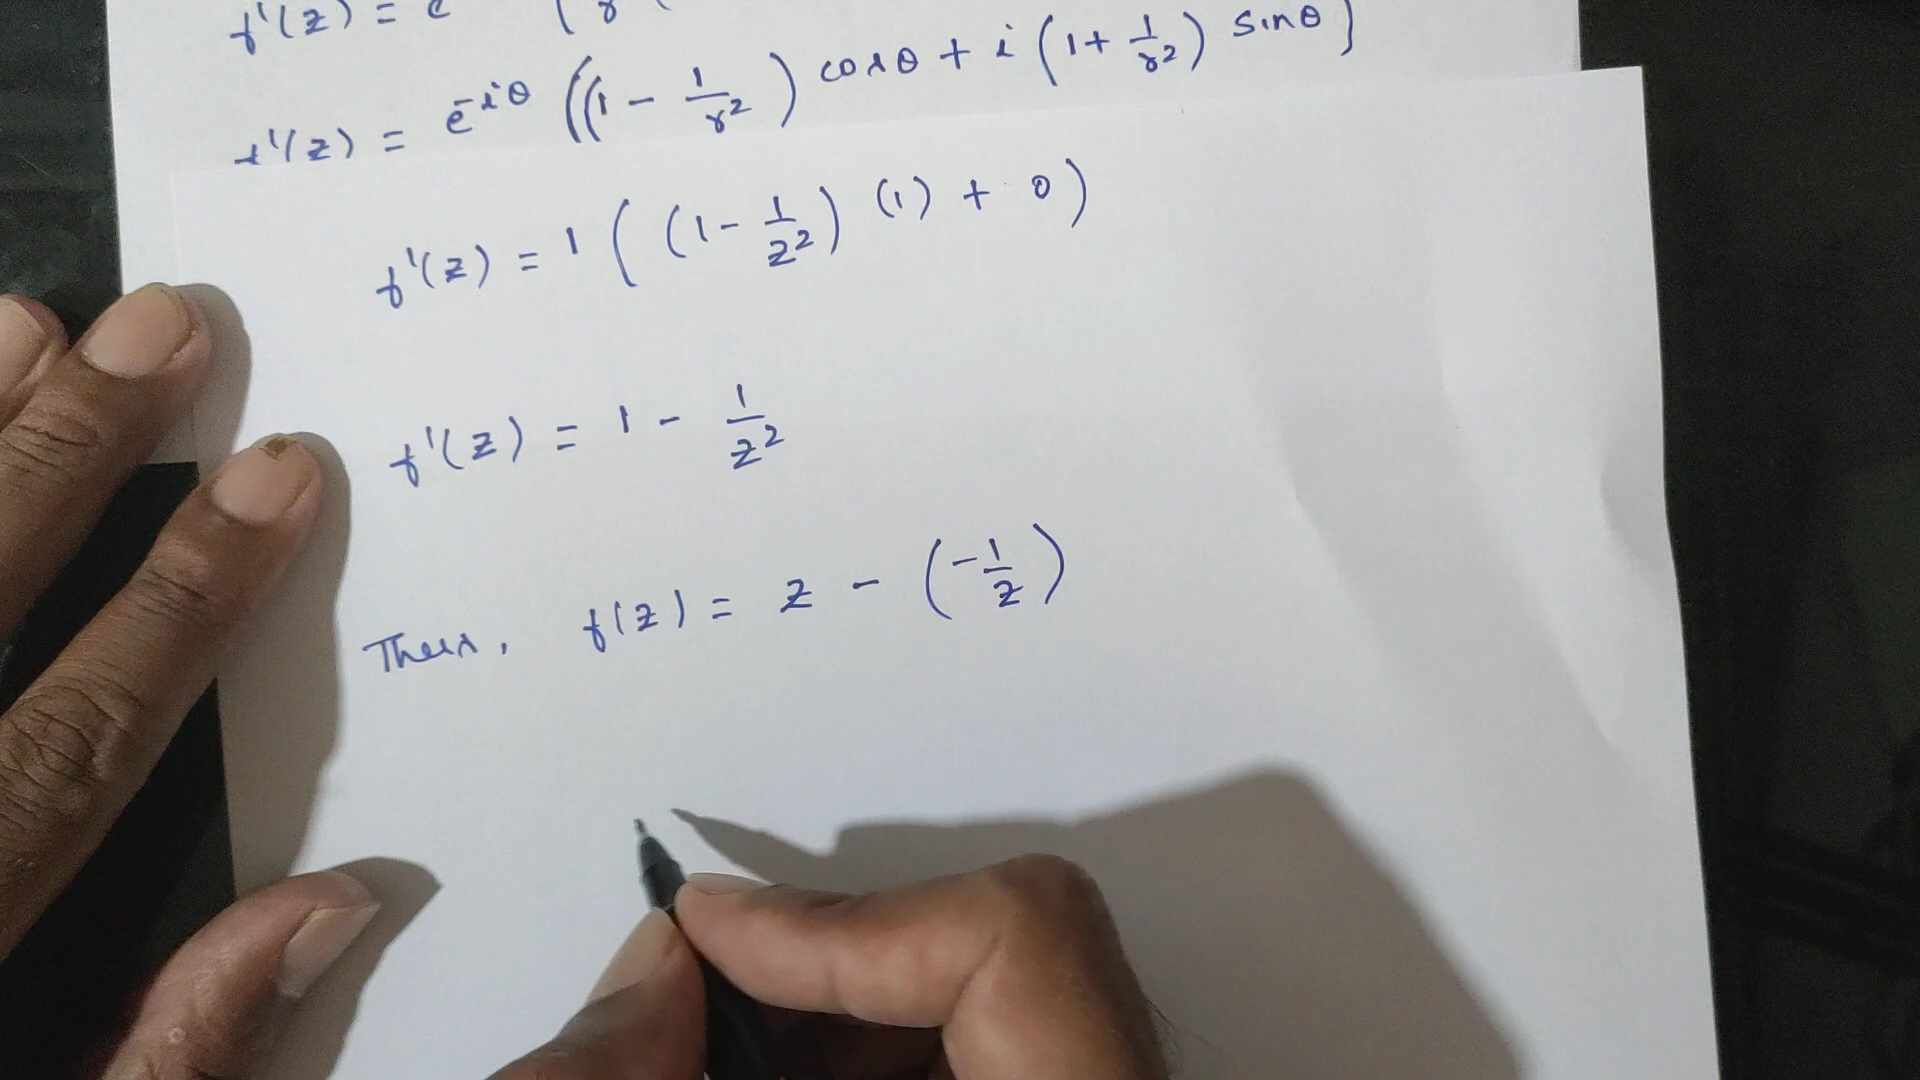 f'(z) = e ( r (
f'(z) = e^{-iθ} ((1 - 1/r²) cosθ + i (1 + 1/r²) sinθ)
f'(z) = 1 ( (1 - 1/z²) (1) + 0 )
f'(z) = 1 - 1/z²
Thus, f(z) = z - (-1/z)